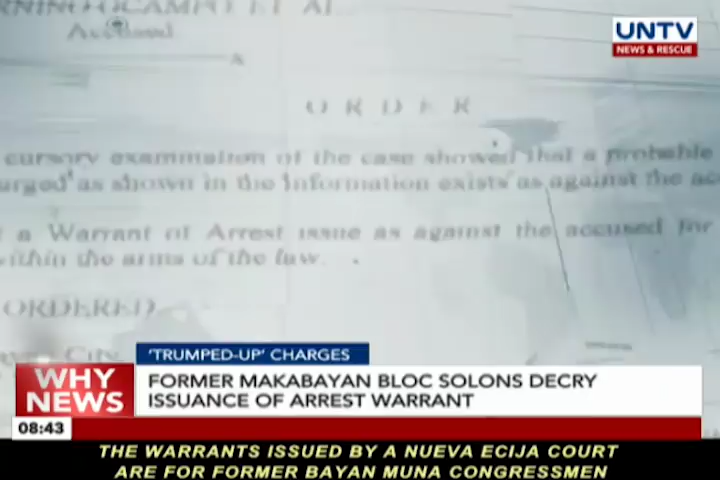 OCAMPO ET AL
Accused
UNTV
NEWS & RESCUE
O R D E R
cursory examination of the case showed that a probable
as shown in the Information exists as against the
a Warrant of Arrest issue as against the accused for
within the arms of the law.
ORDERED
'TRUMPED-UP' CHARGES
WHY NEWS
FORMER MAKABAYAN BLOC SOLONS DECRY
ISSUANCE OF ARREST WARRANT
08:43
THE WARRANTS ISSUED BY A NUEVA ECIJA COURT
ARE FOR FORMER BAYAN MUNA CONGRESSMEN